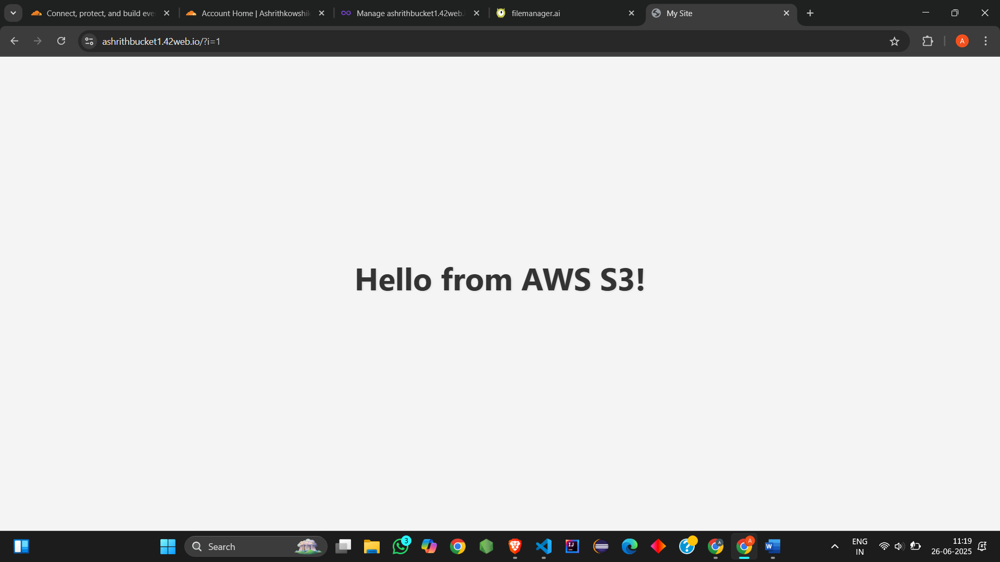 Connect, protect, and build eve
Account Home | Ashrithkowshik
Manage ashrithbucket1.42web.i
filemanager.ai
My Site
ashrithbucket1.42web.io/?i=1
A
Hello from AWS S3!
Search
3
IJ
A
A
W
ENG
IN
11:19
26-06-2025